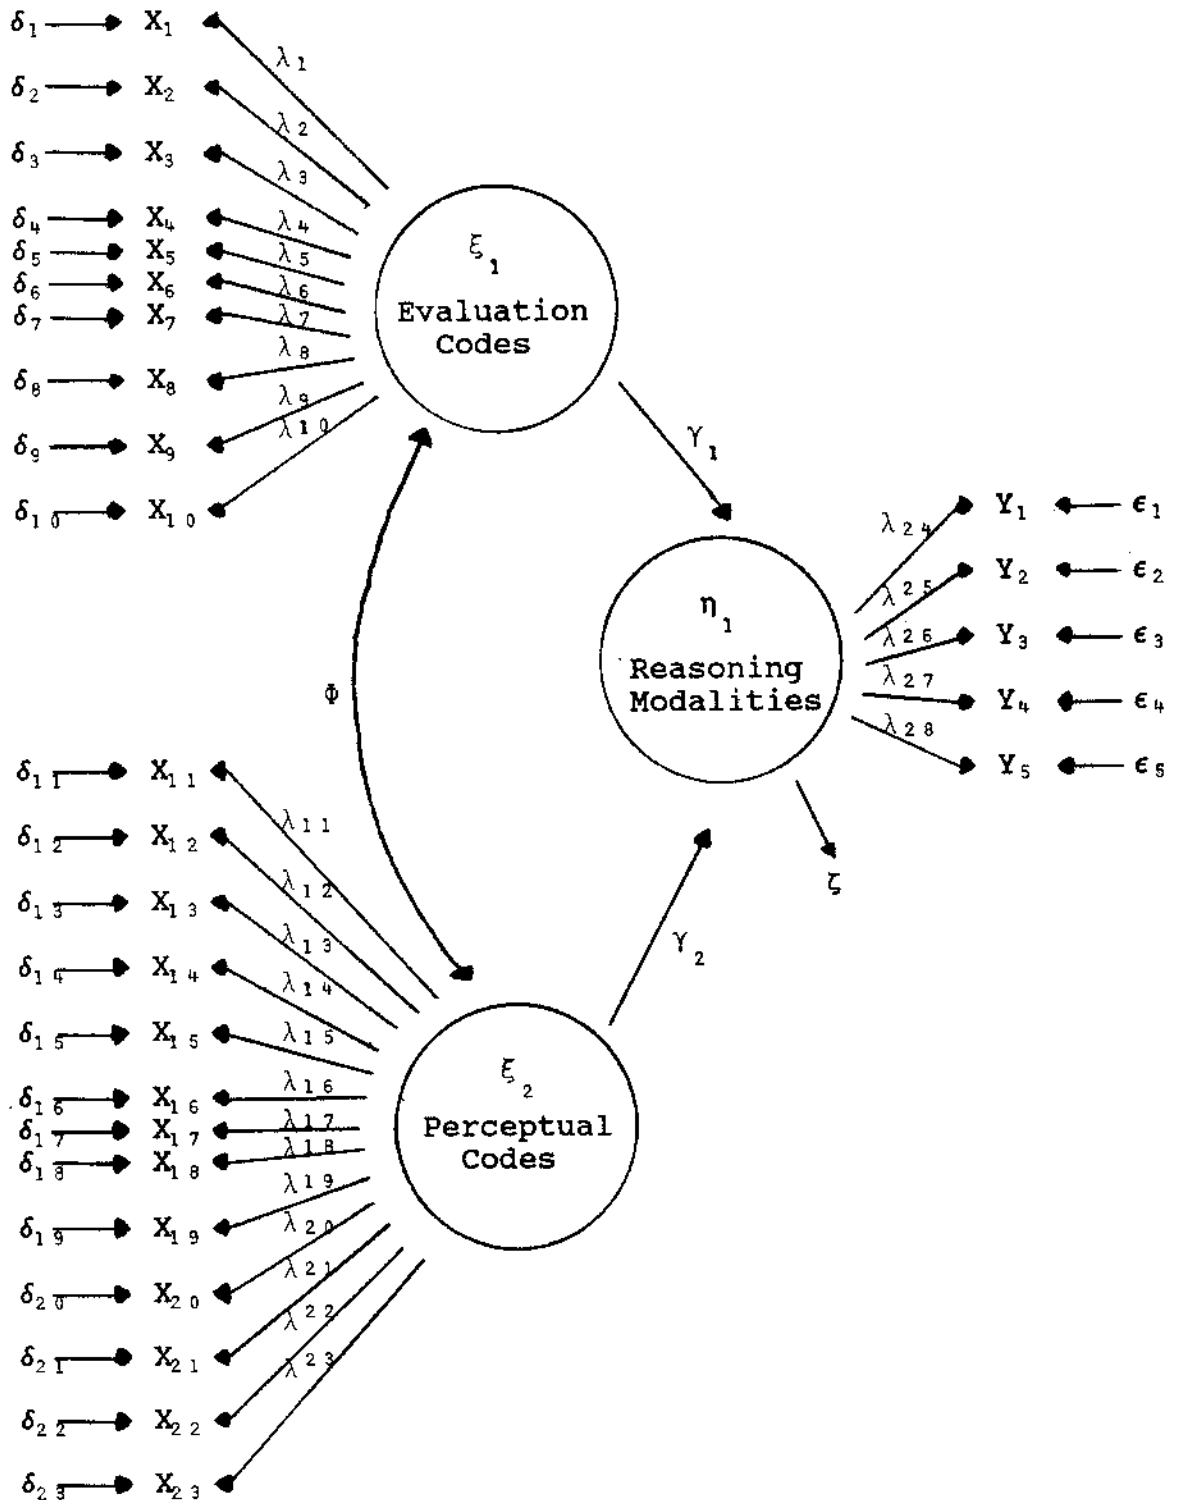 δ₁ X₁
λ₁
δ₂ X₂
λ₂
δ₃ X₃
λ₃
δ₄ X₄
λ₄
δ₅ X₅
λ₅
δ₆ X₆
λ₆
δ₇ X₇
λ₇
δ₈ X₈
λ₈
δ₉ X₉
λ₉
δ₁₀ X₁₀
λ₁₀
ξ₁
Evaluation
Codes
γ₁
Φ
η₁
Reasoning
Modalities
λ₂₄ Y₁ ε₁
λ₂₅ Y₂ ε₂
λ₂₆ Y₃ ε₃
λ₂₇ Y₄ ε₄
λ₂₈ Y₅ ε₅
ζ
γ₂
δ₁₁ X₁₁
λ₁₁
δ₁₂ X₁₂
λ₁₂
δ₁₃ X₁₃
λ₁₃
δ₁₄ X₁₄
λ₁₄
δ₁₅ X₁₅
λ₁₅
δ₁₆ X₁₆
λ₁₆
δ₁₇ X₁₇
λ₁₇
δ₁₈ X₁₈
λ₁₈
δ₁₉ X₁₉
λ₁₉
δ₂₀ X₂₀
λ₂₀
δ₂₁ X₂₁
λ₂₁
δ₂₂ X₂₂
λ₂₂
δ₂₃ X₂₃
λ₂₃
ξ₂
Perceptual
Codes